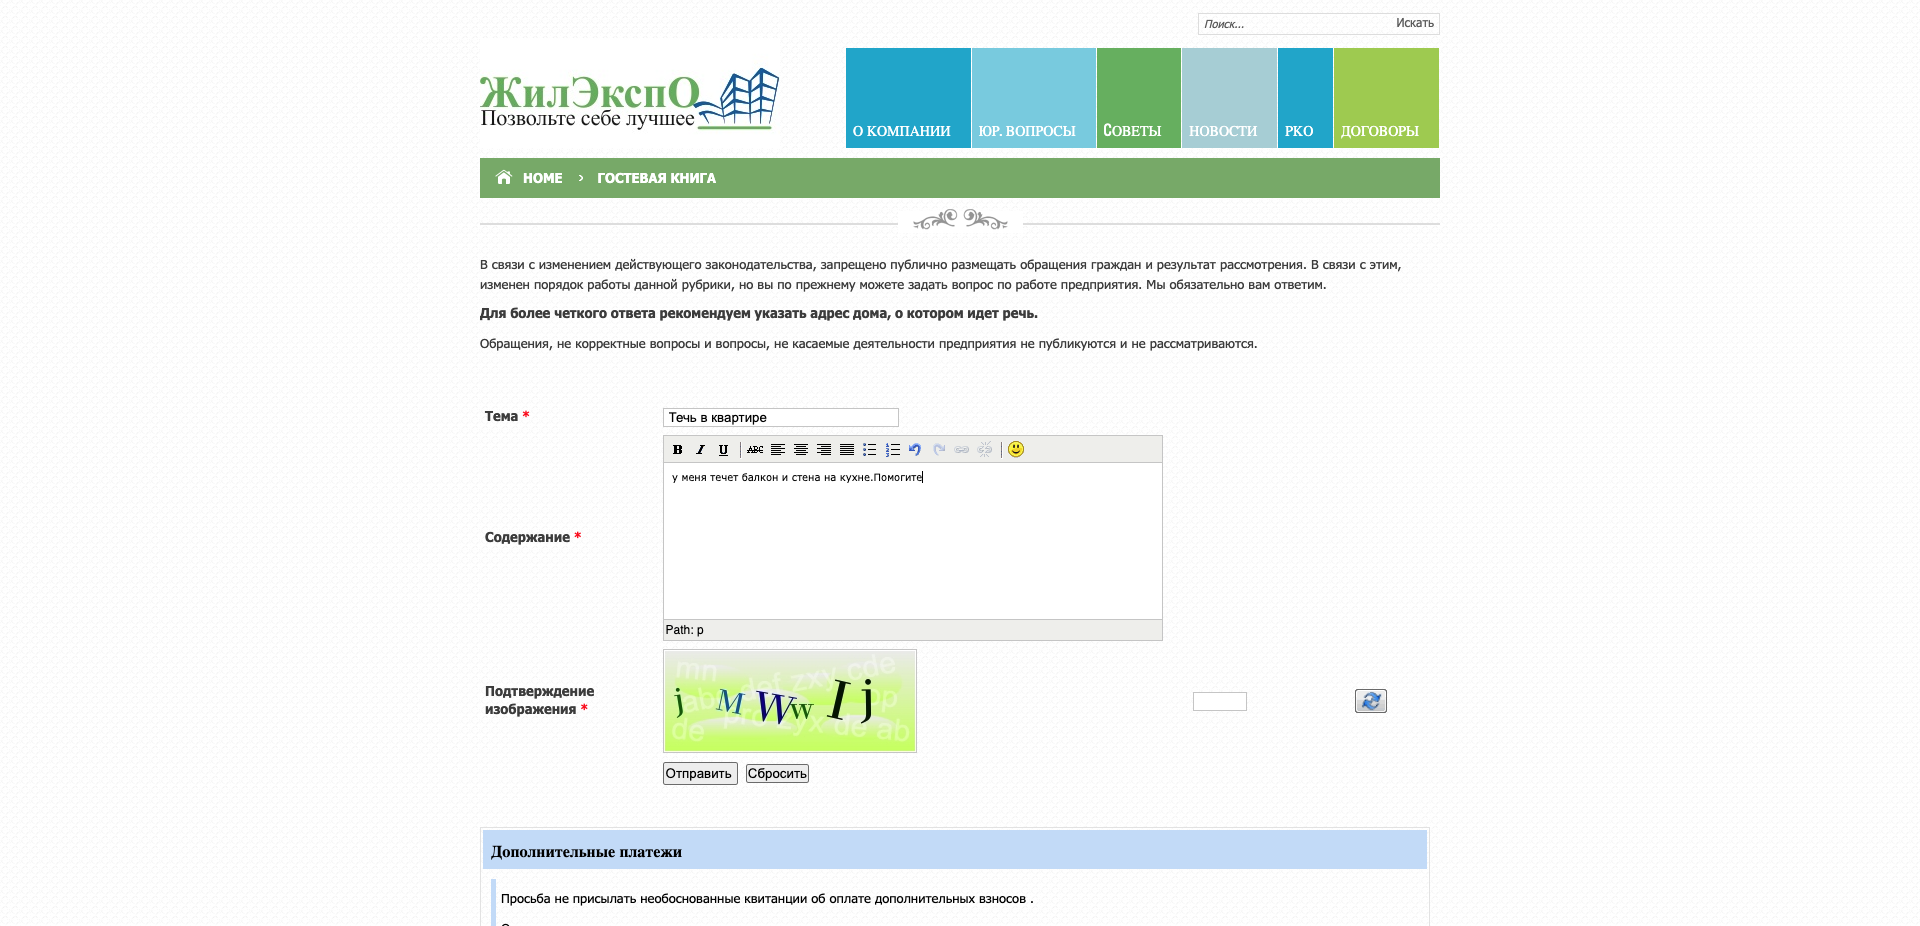 Поиск...
Искать
ЖилЭкспО
Позвольте себе лучшее
О КОМПАНИИ
ЮР. ВОПРОСЫ
СОВЕТЫ
НОВОСТИ
РКО
ДОГОВОРЫ
HOME › ГОСТЕВАЯ КНИГА
В связи с изменением действующего законодательства, запрещено публично размещать обращения граждан и результат рассмотрения. В связи с этим,
изменен порядок работы данной рубрики, но вы по прежнему можете задать вопрос по работе предприятия. Мы обязательно вам ответим.
Для более четкого ответа рекомендуем указать адрес дома, о котором идет речь.
Обращения, не корректные вопросы и вопросы, не касаемые деятельности предприятия не публикуются и не рассматриваются.
Тема *
Течь в квартире
B I U ABC
у меня течет балкон и стена на кухне.Помогите
Содержание *
Path: p
Подтверждение
изображения *
j M W w I j
Отправить
Сбросить
Дополнительные платежи
Просьба не присылать необоснованные квитанции об оплате дополнительных взносов .